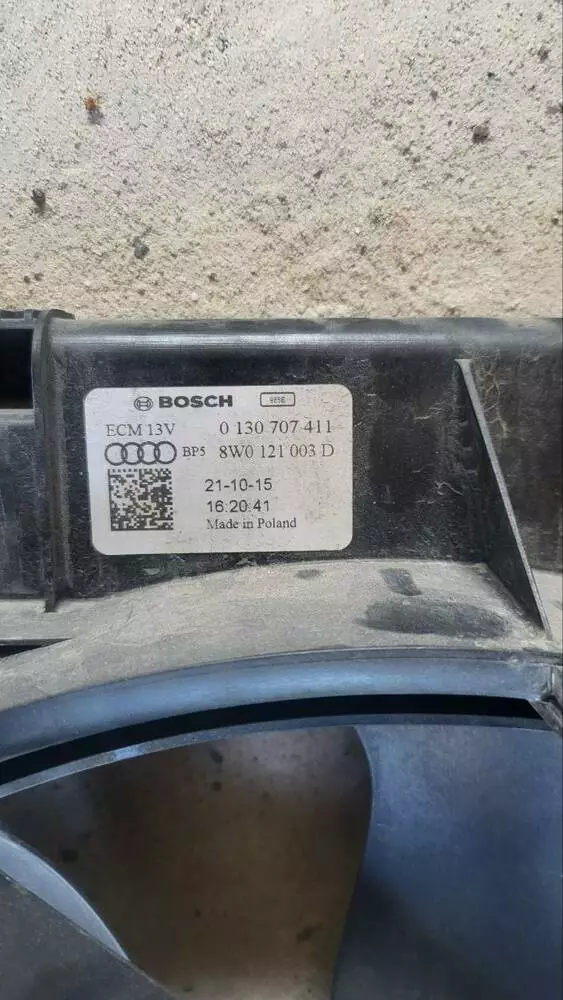 BOSCH
ECM 13V 0 130 707 411
BP5 8W0 121 003 D
21-10-15
16:20:41
Made in Poland